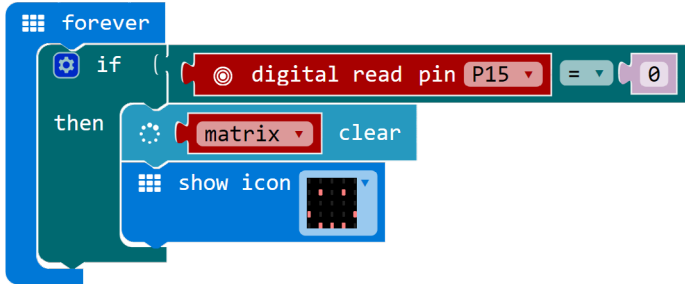 forever
if digital read pin P15 = 0
then
matrix clear
show icon